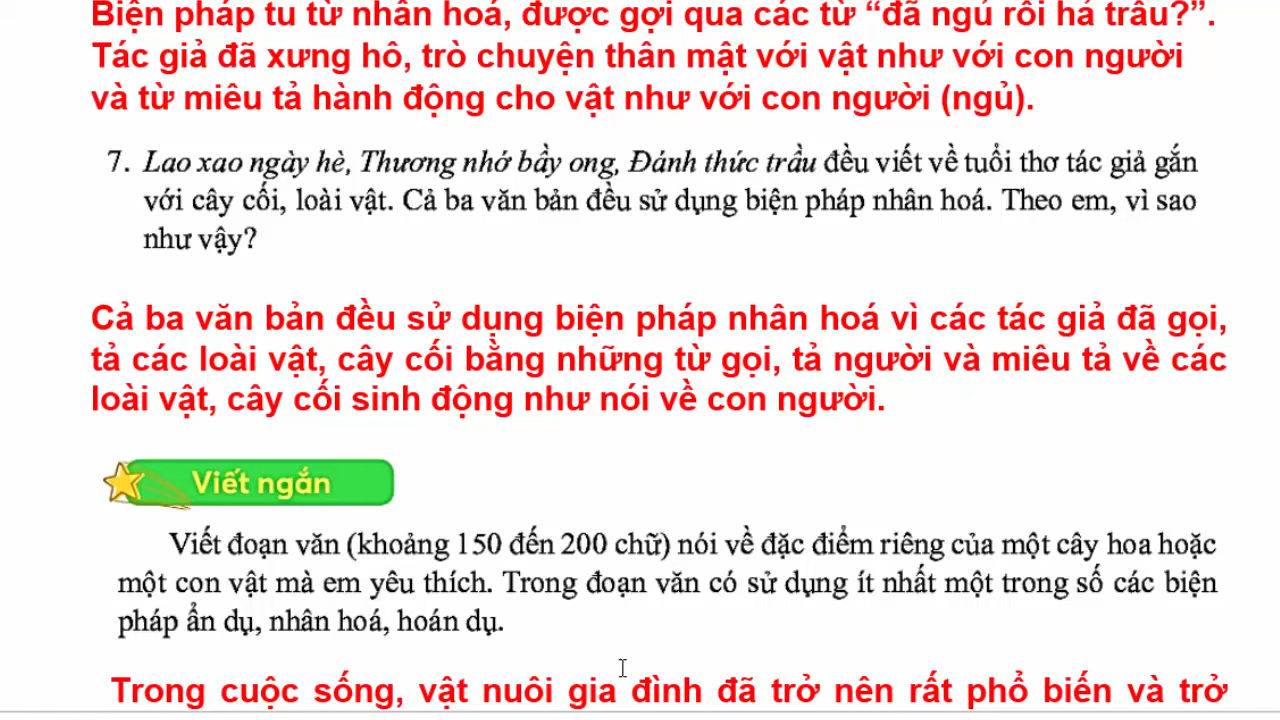 Biện pháp tu từ nhân hoá, được gợi qua các từ “đã ngủ rồi hả trầu?”.
Tác giả đã xưng hô, trò chuyện thân mật với vật như với con người
và từ miêu tả hành động cho vật như với con người (ngủ).
7. Lao xao ngày hè, Thương nhớ bầy ong, Đánh thức trầu đều viết về tuổi thơ tác giả gắn
với cây cối, loài vật. Cả ba văn bản đều sử dụng biện pháp nhân hoá. Theo em, vì sao
như vậy?
Cả ba văn bản đều sử dụng biện pháp nhân hoá vì các tác giả đã gọi,
tả các loài vật, cây cối bằng những từ gọi, tả người và miêu tả về các
loài vật, cây cối sinh động như nói về con người.
Viết ngắn
Viết đoạn văn (khoảng 150 đến 200 chữ) nói về đặc điểm riêng của một cây hoa hoặc
một con vật mà em yêu thích. Trong đoạn văn có sử dụng ít nhất một trong số các biện
pháp ẩn dụ, nhân hoá, hoán dụ.
Trong cuộc sống, vật nuôi gia đình đã trở nên rất phổ biến và trở